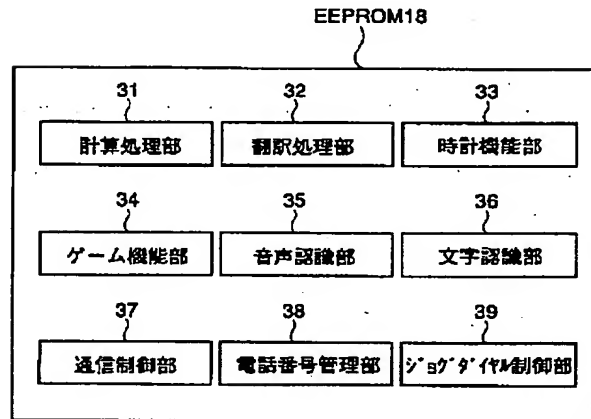 EEPROM18
31 32 33
計算処理部 翻訳処理部 時計機能部
34 35 36
ゲーム機能部 音声認識部 文字認識部
37 38 39
通信制御部 電話番号管理部 ｼﾞｮｸﾞﾀﾞｲﾔﾙ制御部